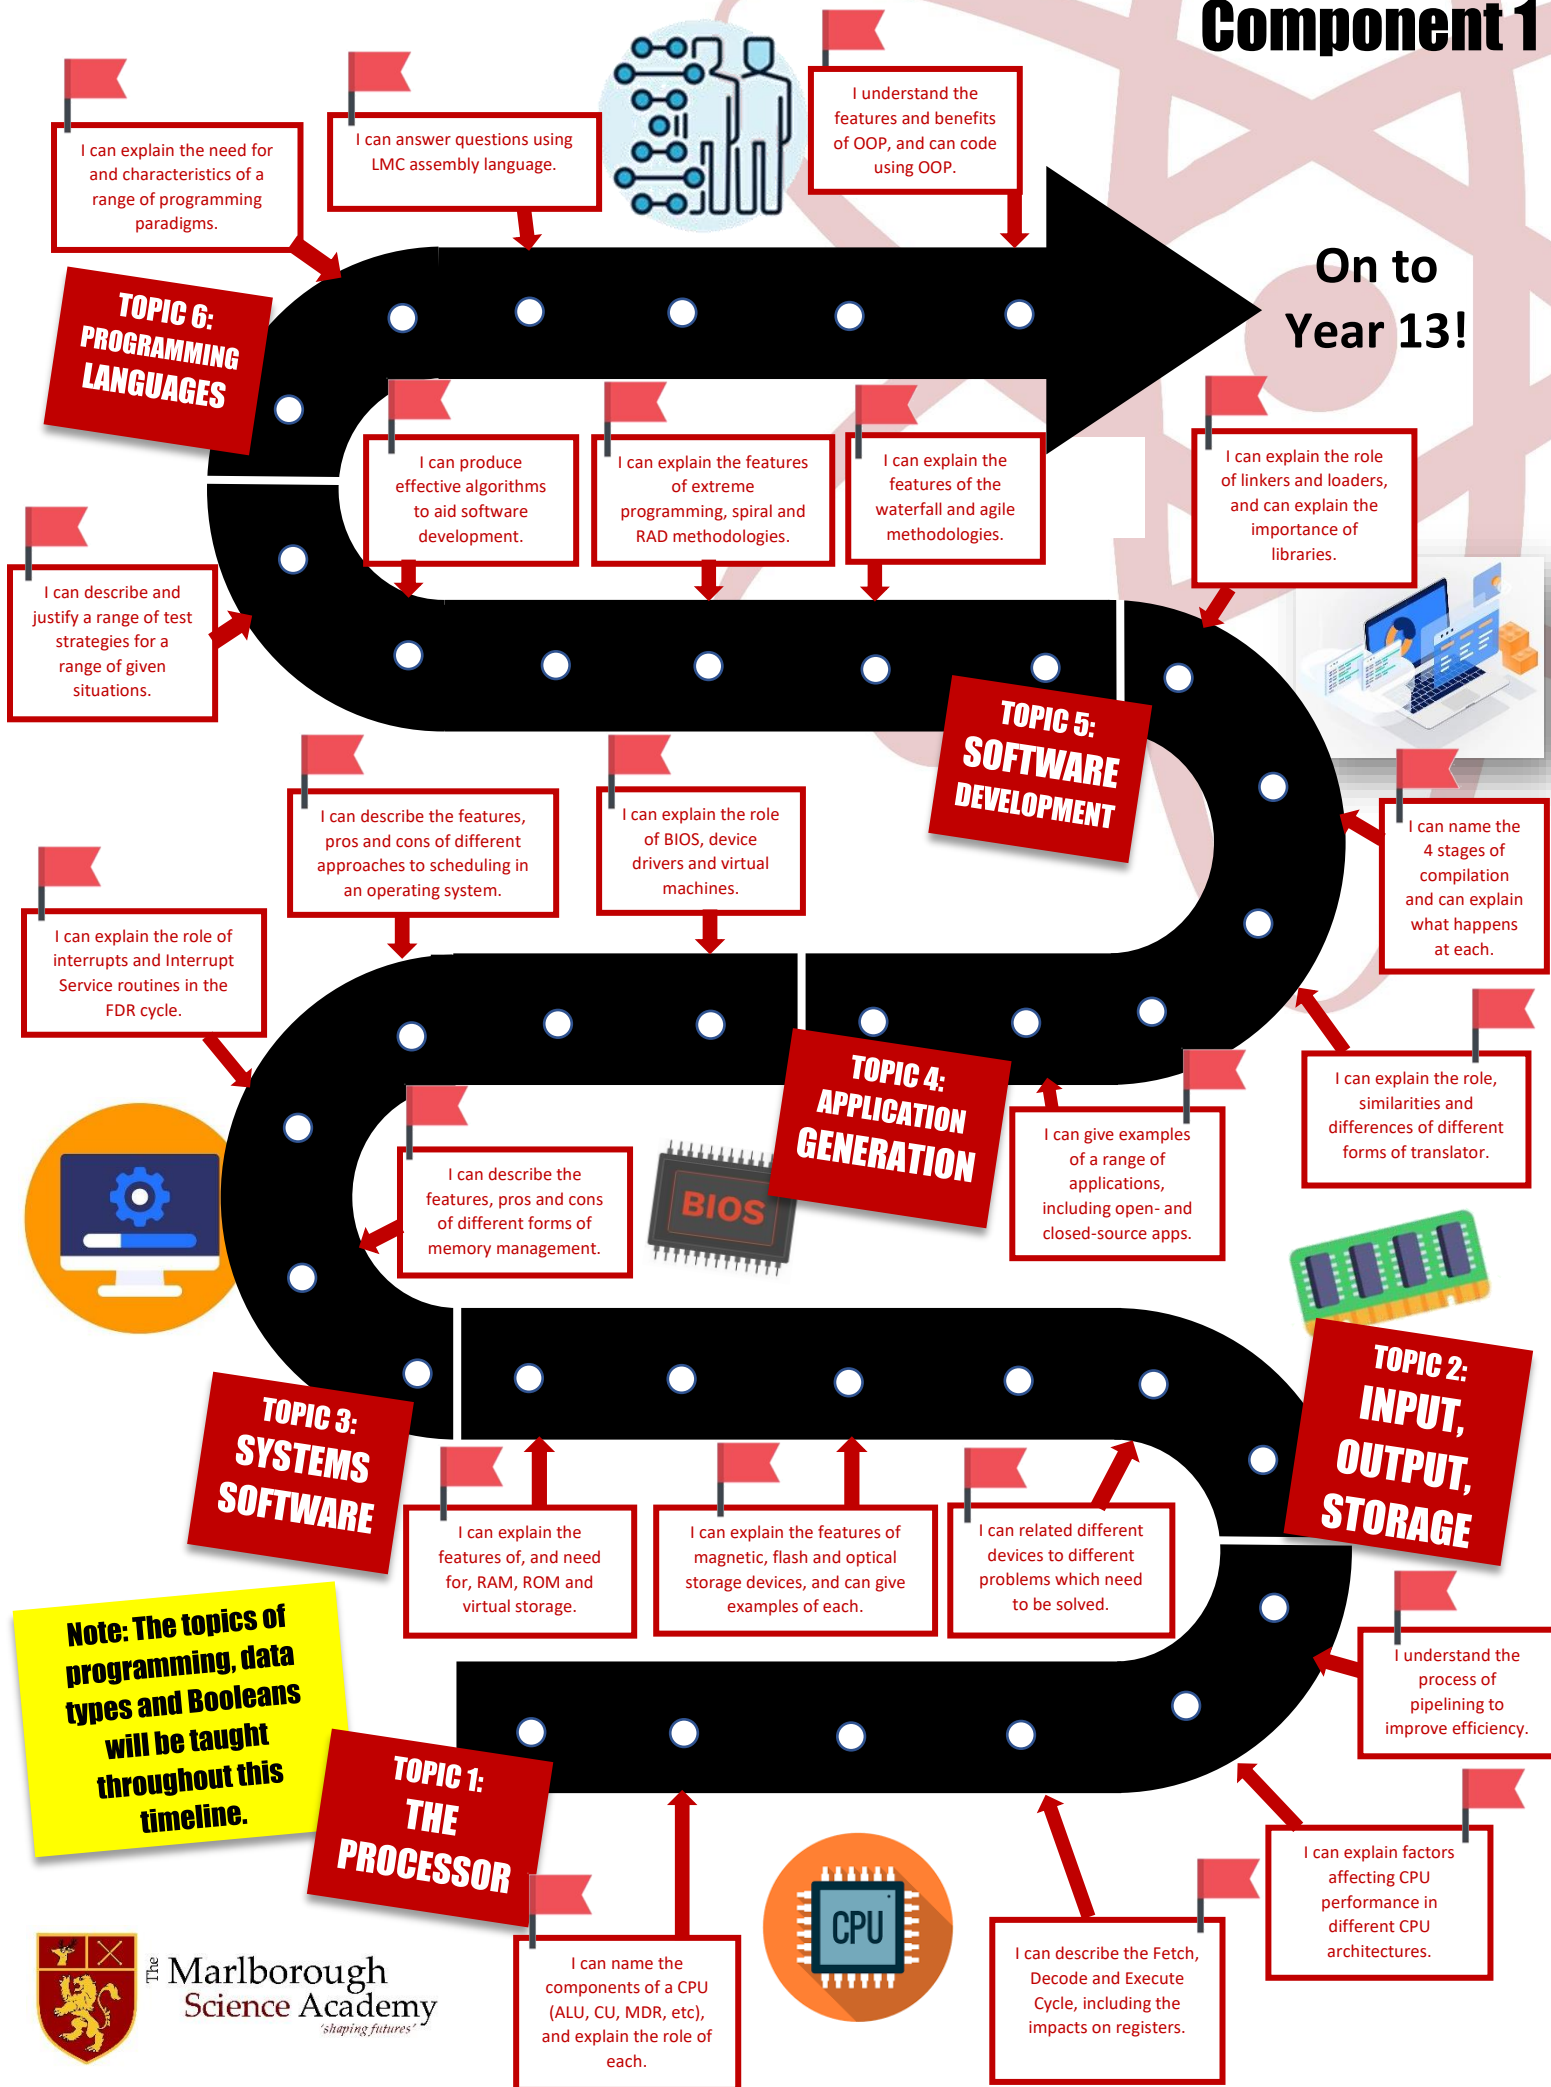 Component 1
I understand the
features and benefits
of OOP, and can code
using OOP.
I can answer questions using
LMC assembly language.
I can explain the need for
and characteristics of a
range of programming
paradigms.
On to
Year 13!
TOPIC 6:
PROGRAMMING
LANGUAGES
I can produce
effective algorithms
to aid software
development.
I can explain the features
of extreme
programming, spiral and
RAD methodologies.
I can explain the
features of the
waterfall and agile
methodologies.
I can explain the role
of linkers and loaders,
and can explain the
importance of
libraries.
I can describe and
justify a range of test
strategies for a
range of given
situations.
TOPIC 5:
SOFTWARE
DEVELOPMENT
I can describe the features,
pros and cons of different
approaches to scheduling in
an operating system.
I can explain the role
of BIOS, device
drivers and virtual
machines.
I can name the
4 stages of
compilation
and can explain
what happens
at each.
I can explain the role of
interrupts and Interrupt
Service routines in the
FDR cycle.
TOPIC 4:
APPLICATION
GENERATION
I can explain the role,
similarities and
differences of different
forms of translator.
I can give examples
of a range of
applications,
including open- and
closed-source apps.
I can describe the
features, pros and cons
of different forms of
memory management.
BIOS
TOPIC 2:
INPUT,
OUTPUT,
STORAGE
TOPIC 3:
SYSTEMS
SOFTWARE
I can explain the
features of, and need
for, RAM, ROM and
virtual storage.
I can explain the features of
magnetic, flash and optical
storage devices, and can give
examples of each.
I can related different
devices to different
problems which need
to be solved.
Note: The topics of
programming, data
types and Booleans
will be taught
throughout this
timeline.
I understand the
process of
pipelining to
improve efficiency.
TOPIC 1:
THE
PROCESSOR
I can explain factors
affecting CPU
performance in
different CPU
architectures.
CPU
I can name the
components of a CPU
(ALU, CU, MDR, etc),
and explain the role of
each.
I can describe the Fetch,
Decode and Execute
Cycle, including the
impacts on registers.
The Marlborough
Science Academy
'shaping futures'